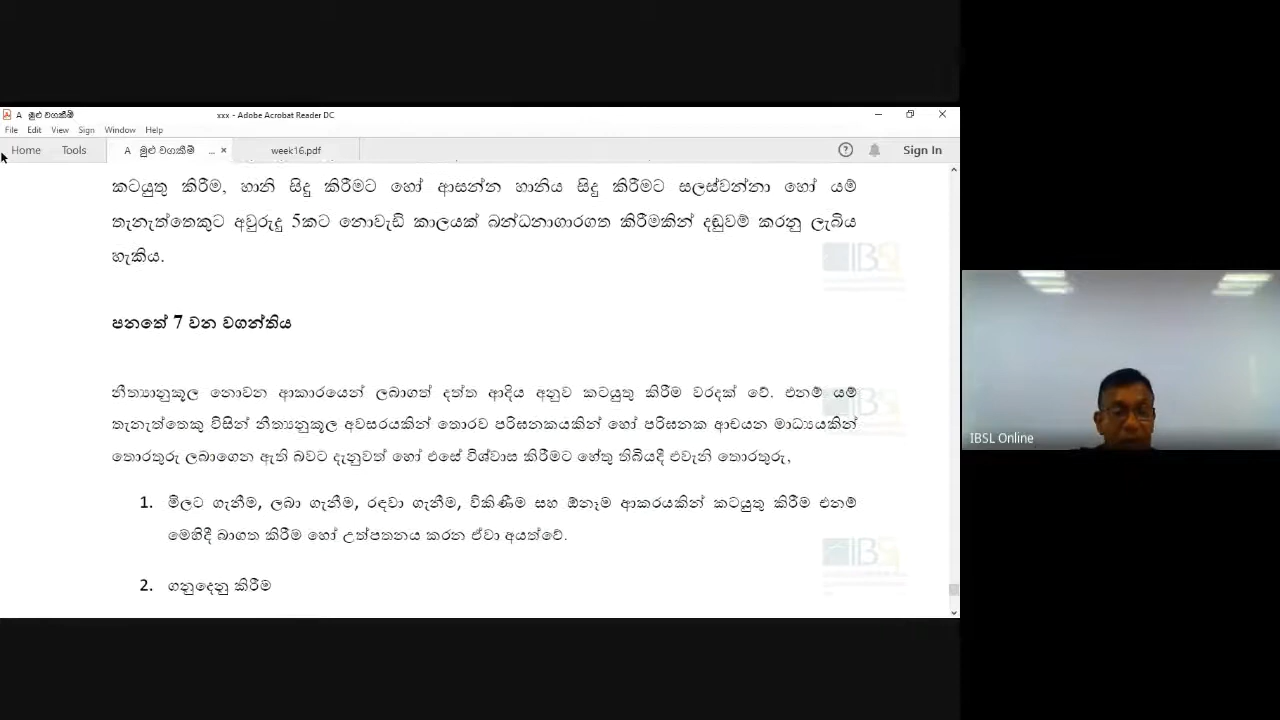 A මුළු වගකීම්
xxx - Adobe Acrobat Reader DC
File Edit View Sign Window Help
Home Tools A මුළු වගකීම් ... × week16.pdf Sign In
කටයුතු කිරීම, හානි සිදු කිරීමට හෝ ආසන්න හානිය සිදු කිරීමට සලස්වන්නා හෝ යම්
තැනැත්තෙකුට අවුරුදු 5කට නොවැඩි කාලයක් බන්ධනාගාරගත කිරීමකින් දඬුවම් කරනු ලැබිය
හැකිය.
පනතේ 7 වන වගන්තිය
නීත්‍යානුකූල නොවන ආකාරයෙන් ලබාගත් දත්ත ආදිය අනුව කටයුතු කිරීම වරදක් වේ. එනම් යම්
තැනැත්තෙකු විසින් නීත්‍යනුකූල අවසරයකින් තොරව පරිඝනකයකින් හෝ පරිඝනක ආචයන මාධ්‍යයකින්
තොරතුරු ලබාගෙන ඇති බවට දැනුවත් හෝ එසේ විශ්වාස කිරීමට හේතු තිබියදී එවැනි තොරතුරු,
1. මිලට ගැනීම, ලබා ගැනීම, රඳවා ගැනීම, විකිණීම සහ ඕනෑම ආකරයකින් කටයුතු කිරීම එනම්
මෙහිදී බාගත කිරීම හෝ උත්පතනය කරන ඒවා අයත්වේ.
2. ගනුදෙනු කිරීම
IBSL Online